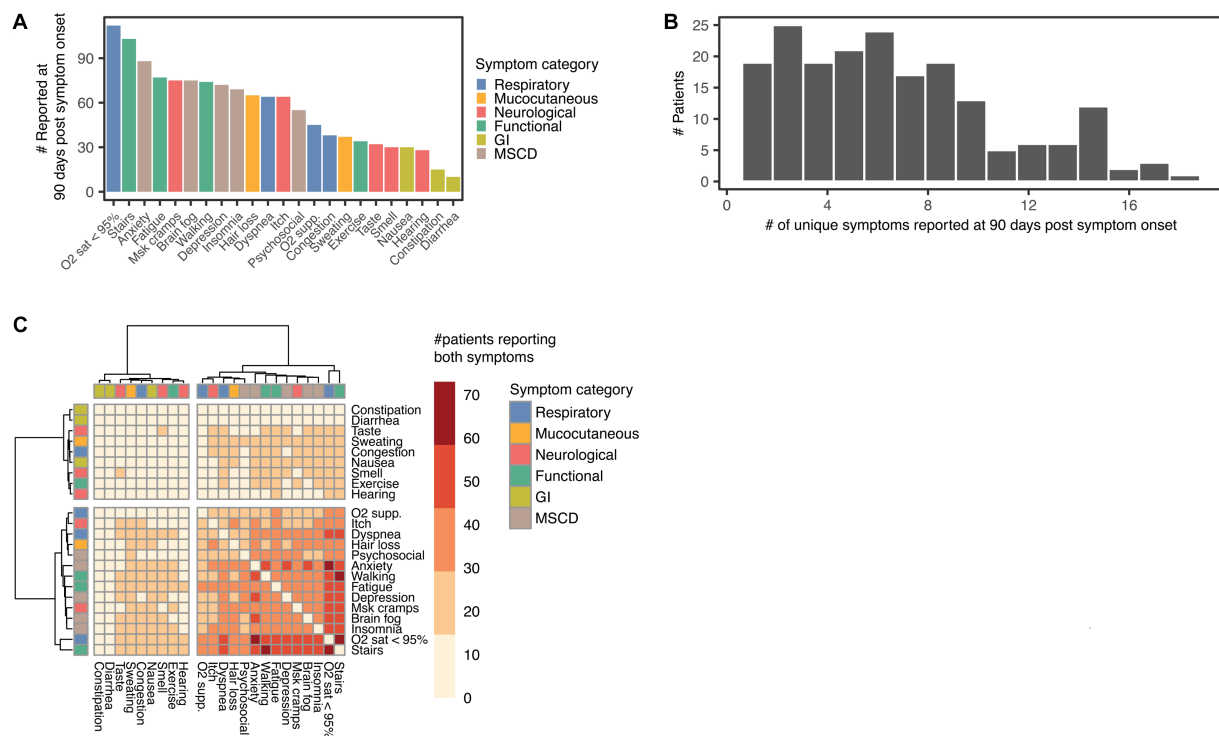 A
# Reported at
90 days post symptom onset
90
60
30
0
O2 sat < 95%
Stairs
Anxiety
Fatigue
Msk cramps
Brain fog
Walking
Depression
Insomnia
Hair loss
Dyspnea
Itch
Psychosocial
O2 supp.
Congestion
Sweating
Exercise
Taste
Smell
Nausea
Hearing
Constipation
Diarrhea
Symptom category
Respiratory
Mucocutaneous
Neurological
Functional
GI
MSCD
B
# Patients
25
20
15
10
5
0
0 4 8 12 16
# of unique symptoms reported at 90 days post symptom onset
C
Constipation
Diarrhea
Taste
Sweating
Congestion
Nausea
Smell
Exercise
Hearing
O2 supp.
Itch
Dyspnea
Hair loss
Psychosocial
Anxiety
Walking
Fatigue
Depression
Msk cramps
Brain fog
Insomnia
O2 sat < 95%
Stairs
Constipation
Diarrhea
Taste
Sweating
Congestion
Nausea
Smell
Exercise
Hearing
O2 supp.
Itch
Dyspnea
Hair loss
Psychosocial
Anxiety
Walking
Fatigue
Depression
Msk cramps
Brain fog
Insomnia
O2 sat < 95%
Stairs
#patients reporting
both symptoms
70
60
50
40
30
20
10
0
Symptom category
Respiratory
Mucocutaneous
Neurological
Functional
GI
MSCD